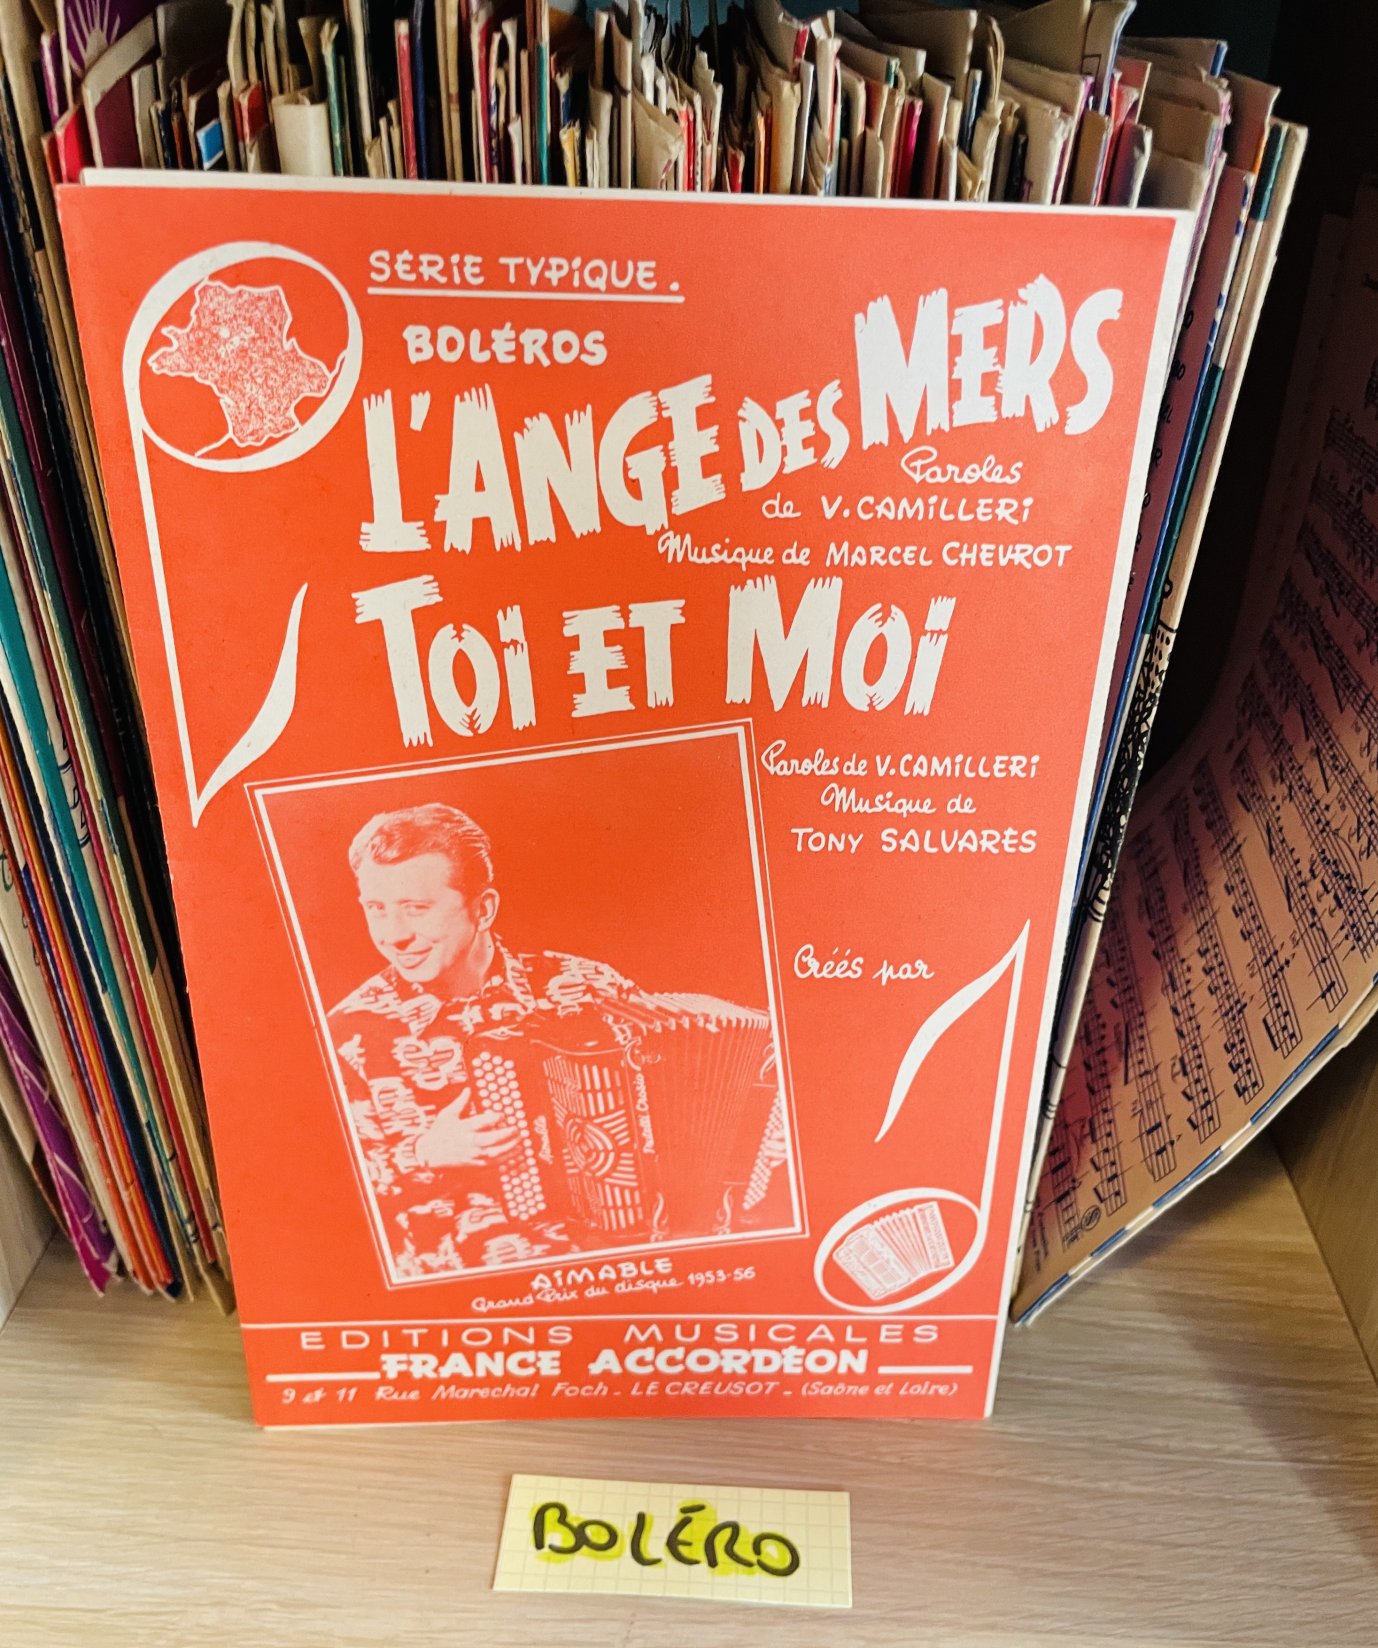 SÉRIE TYPIQUE.
BOLÉROS
L'ANGE DES MERS
Paroles
de V. CAMILLERI
Musique de MARCEL CHEVROT
TOI ET MOI
Paroles de V. CAMILLERI
Musique de
TONY SALVARÈS
Créés par
AIMABLE
Grand Prix du disque 1953-56
EDITIONS MUSICALES
FRANCE ACCORDÉON
9 et 11 Rue Marechal Foch - LE CREUSOT - (Saône et Loire)
BOLÉRO